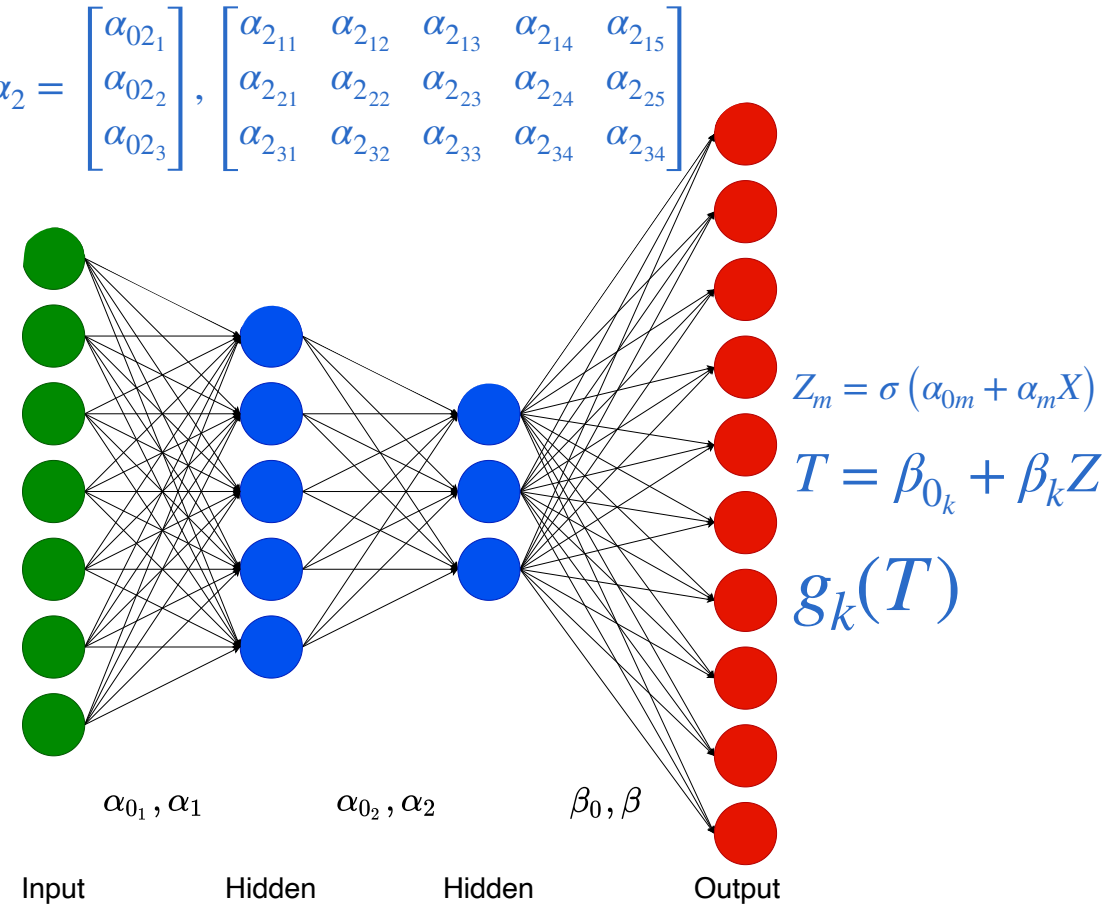 α₂ = [α₀₂₁ α₀₂₂ α₀₂₃], [α₂₁₁ α₂₁₂ α₂₁₃ α₂₁₄ α₂₁₅
α₂₂₁ α₂₂₂ α₂₂₃ α₂₂₄ α₂₂₅
α₂₃₁ α₂₃₂ α₂₃₃ α₂₃₄ α₂₃₄]
Zₘ = σ (α₀ₘ + αₘX)
T = β₀ₖ + βₖZ
gₖ(T)
α₀₁, α₁ α₀₂, α₂ β₀, β
Input Hidden Hidden Output